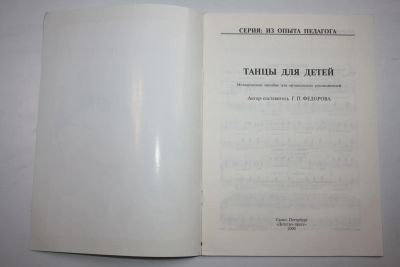 СЕРИЯ: ИЗ ОПЫТА ПЕДАГОГА
ТАНЦЫ ДЛЯ ДЕТЕЙ
Методическое пособие для музыкальных руководителей
Автор-составитель Г. П. ФЕДОРОВА
Санкт-Петербург
«Детство-пресс»
2000